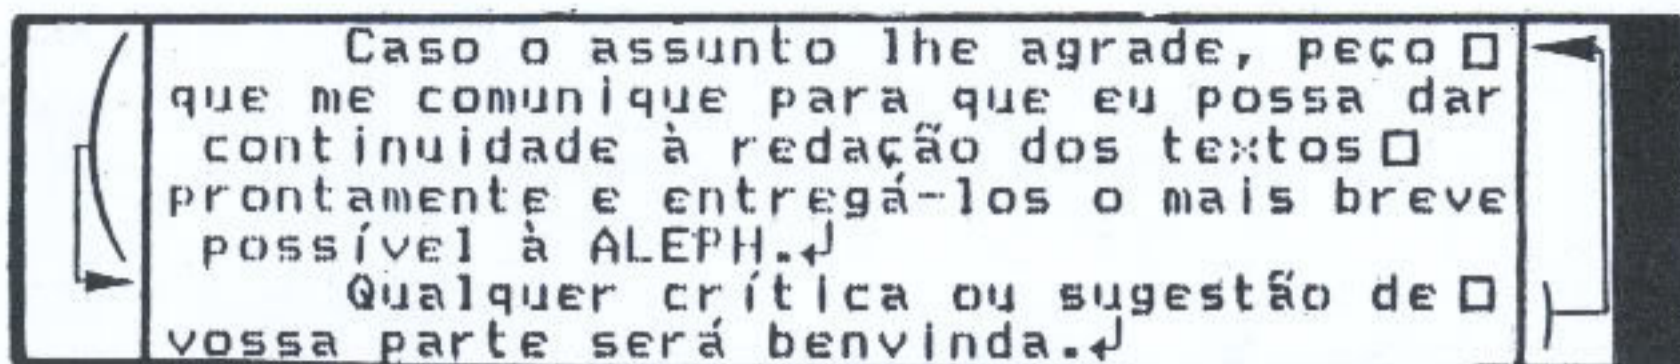 Caso o assunto lhe agrade, peço□
que me comunique para que eu possa dar
continuidade à redação dos textos□
prontamente e entregá-los o mais breve
possível à ALEPH.↵
Qualquer crítica ou sugestão de□
vossa parte será benvinda.↵